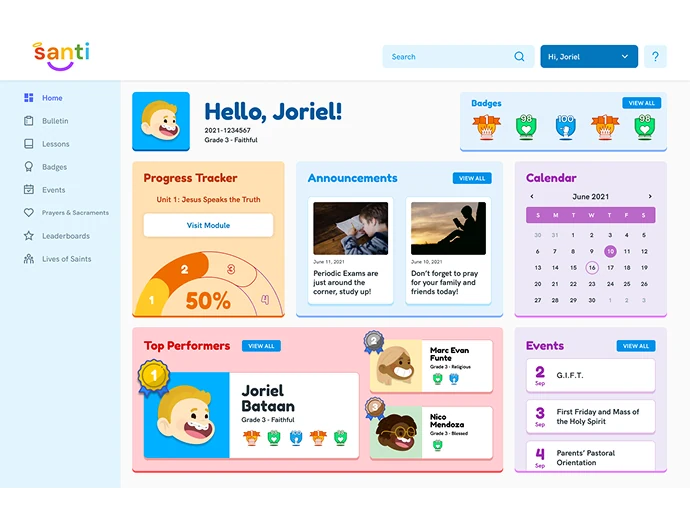 santi
Search
Hi, Joriel
?
Home
Bulletin
Lessons
Badges
Events
Prayers & Sacraments
Leaderboards
Lives of Saints
Hello, Joriel!
2021-1234567
Grade 3 - Faithful
Badges
VIEW ALL
1 98 100 1 98
Progress Tracker
Unit 1: Jesus Speaks the Truth
Visit Module
1 2 3 4
50%
Announcements
VIEW ALL
June 11, 2021
Periodic Exams are
just around the
corner, study up!
June 10, 2021
Don't forget to pray
for your family and
friends today!
Calendar
June 2021
S M T W T F S
30 31 1 2 3 4 5
6 7 8 9 10 11 12
13 14 15 16 17 18 19
20 21 22 23 24 25 26
27 28 29 30 1 2 3
Top Performers
VIEW ALL
1
Joriel
Bataan
Grade 3 - Faithful
2
Marc Evan
Funte
Grade 3 - Religious
3
Nico
Mendoza
Grade 3 - Blessed
Events
VIEW ALL
2
Sep
G.I.F.T.
3
Sep
First Friday and Mass of
the Holy Spirit
4
Sep
Parents' Pastoral
Orientation